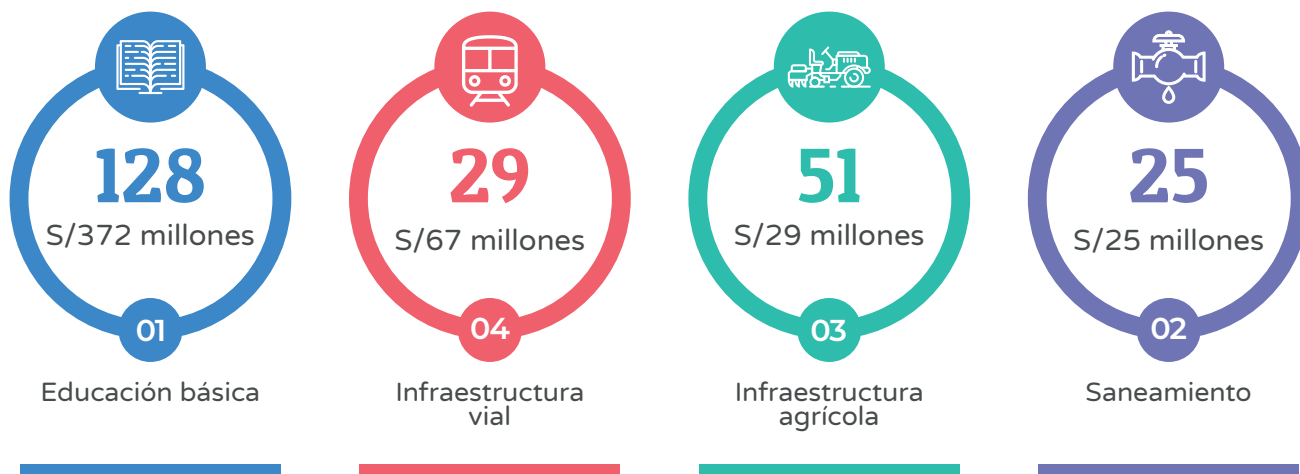 128
S/372 millones
01
Educación básica
29
S/67 millones
04
Infraestructura
vial
51
S/29 millones
03
Infraestructura
agrícola
25
S/25 millones
02
Saneamiento